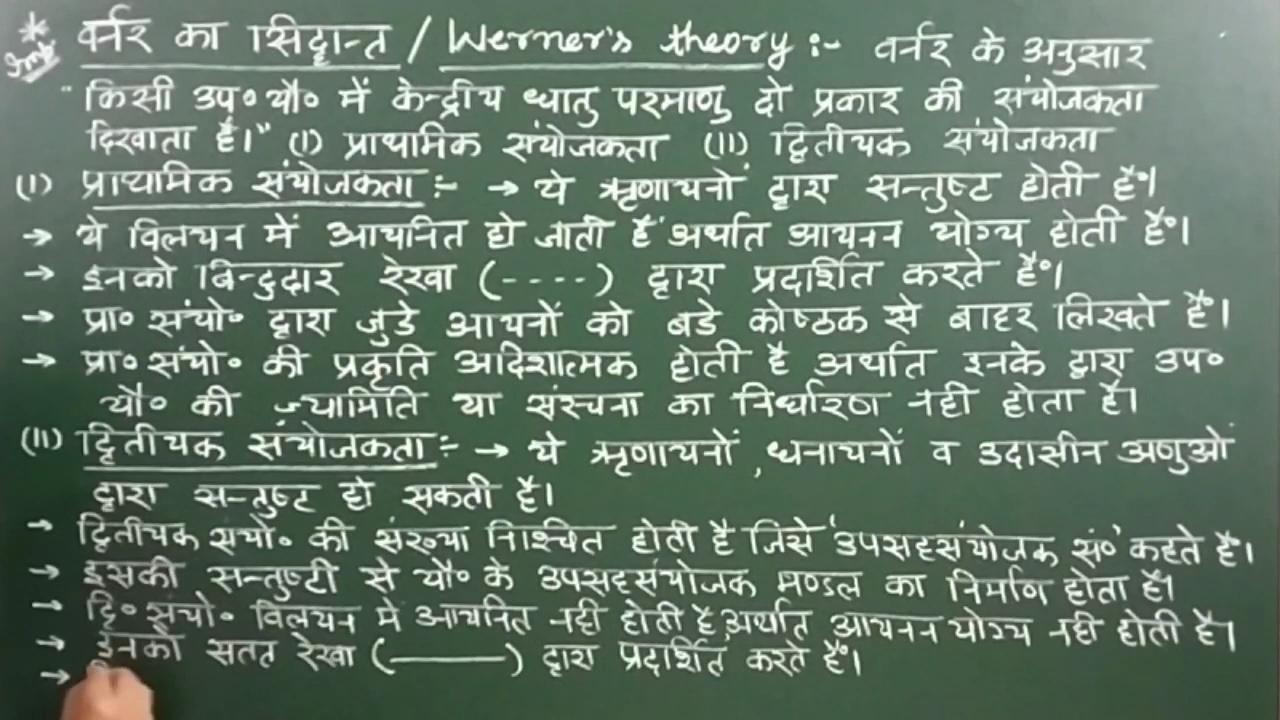 * Imp वर्नर का सिद्वान्त / Werner's theory :- वर्नर के अनुसार
"किसी उप० यौ० में केन्द्रीय धातु परमाणु दो प्रकार की संयोजकता
दिखाता है।" (I) प्राथामिक संयोजकता (II) द्वितीयक संयोजकता
(I) प्राथामिक संयोजकता :- → ये ऋणायनों द्वारा सन्तुष्ट होती है।
→ ये विलयन में आयनित हो जाती हैं अर्थात आयनन योग्य होती है।
→ इनको बिन्दुदार रेखा (----) द्वारा प्रदर्शित करते हैं।
→ प्रा० संयो० द्वारा जुडे आयनों को बडे कोष्ठक से बाहर लिखते हैं।
→ प्रा० संयो० की प्रकृति अदिशात्मक होती है अर्थात इनके द्वारा उप०
यौ० की ज्यामिति या संरचना का निर्धारण नही होता है।
(II) द्वितीयक संयोजकता :- → ये ऋणायनों, धनायनों व उदासीन अणुओं
द्वारा सन्तुष्ट हो सकती है।
→ द्वितीयक सयो० की संख्या निश्चित होती है जिसे 'उपसहसंयोजक सं०' कहते है।
→ इसकी सन्तुष्टी से यौ० के उपसहसंयोजक मण्डल का निर्माण होता है।
→ द्वि० सयो० विलयन मे आयनित नही होती है अर्थात आयनन योग्य नही होती है।
→ इनको सतत रेखा (———) द्वारा प्रदर्शित करते हैं।
→